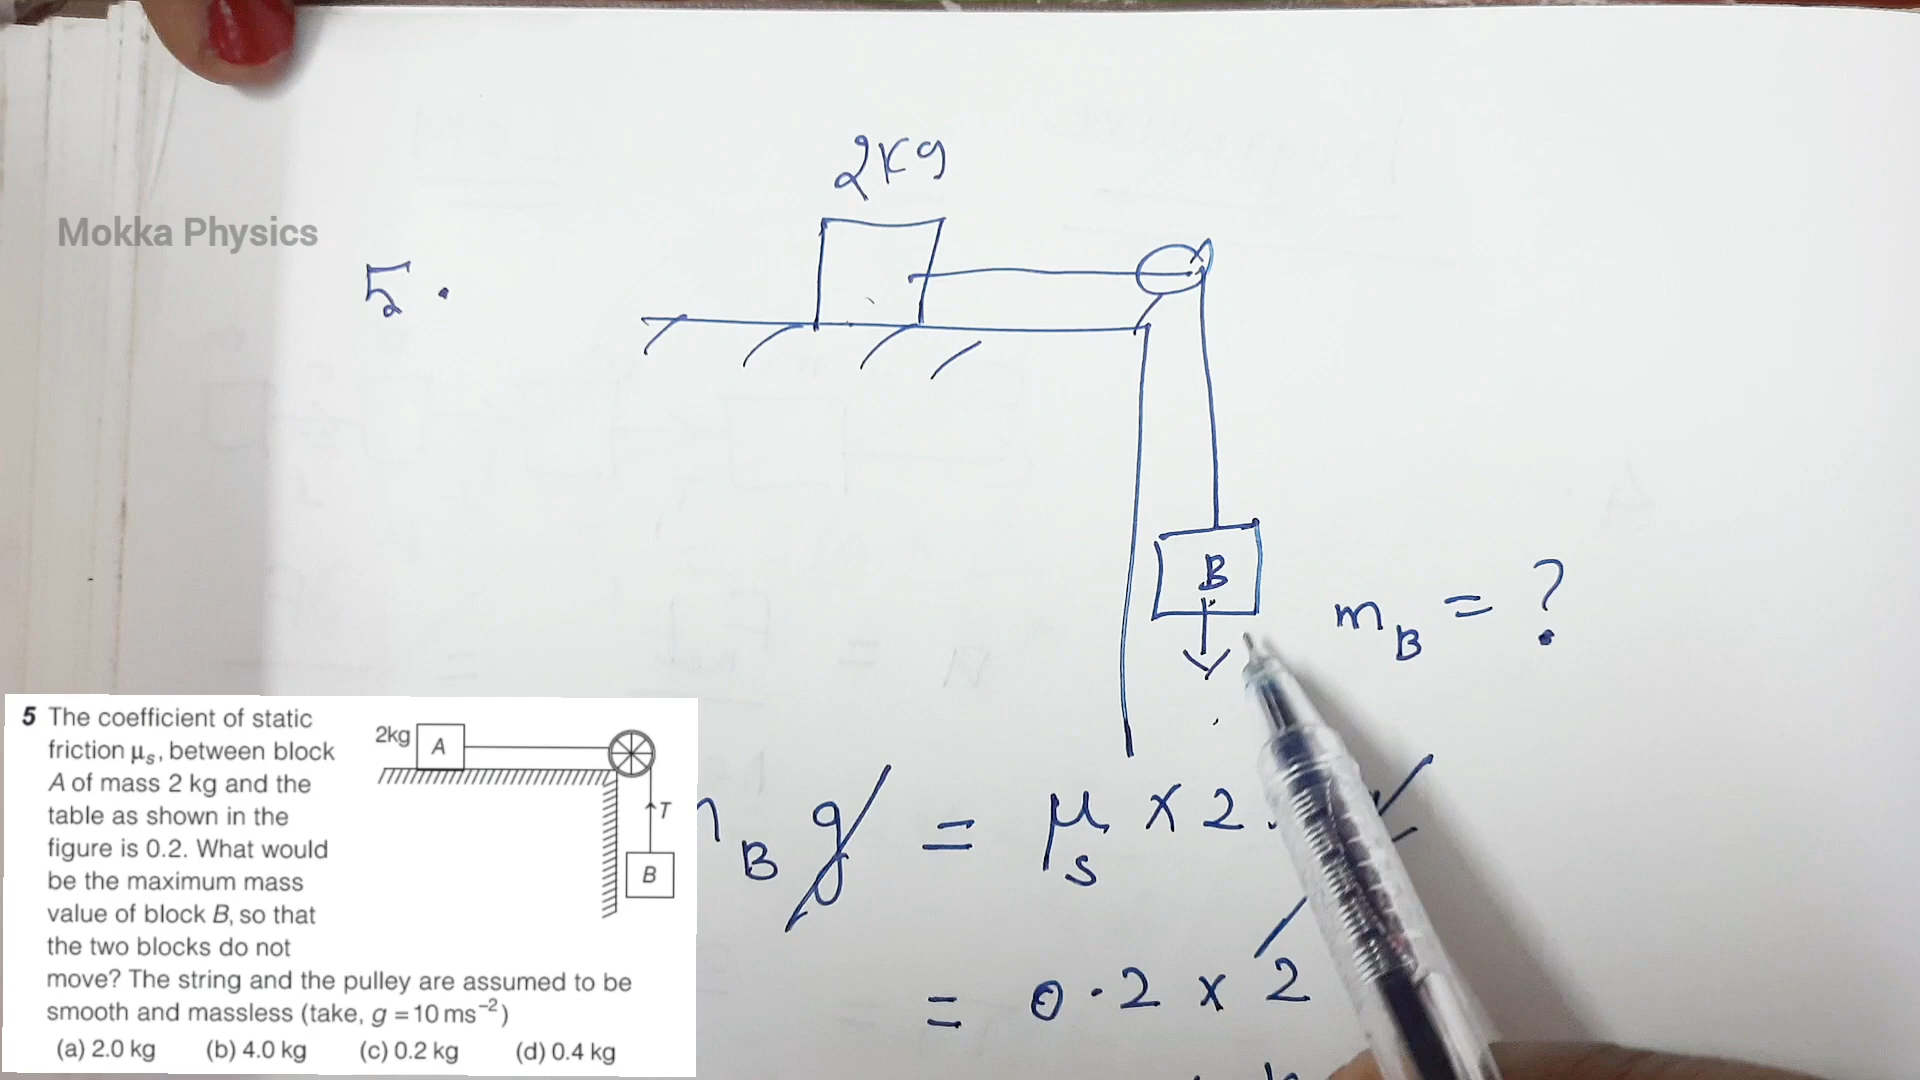 2Kg
Mokka Physics
5.
B
m_B = ?
5 The coefficient of static
friction μₛ, between block
A of mass 2 kg and the
table as shown in the
figure is 0.2. What would
be the maximum mass
value of block B, so that
the two blocks do not
move? The string and the pulley are assumed to be
smooth and massless (take, g = 10 ms⁻²)
(a) 2.0 kg (b) 4.0 kg (c) 0.2 kg (d) 0.4 kg
2kg A
T
B
B g = μₛ × 2
= 0.2 × 2